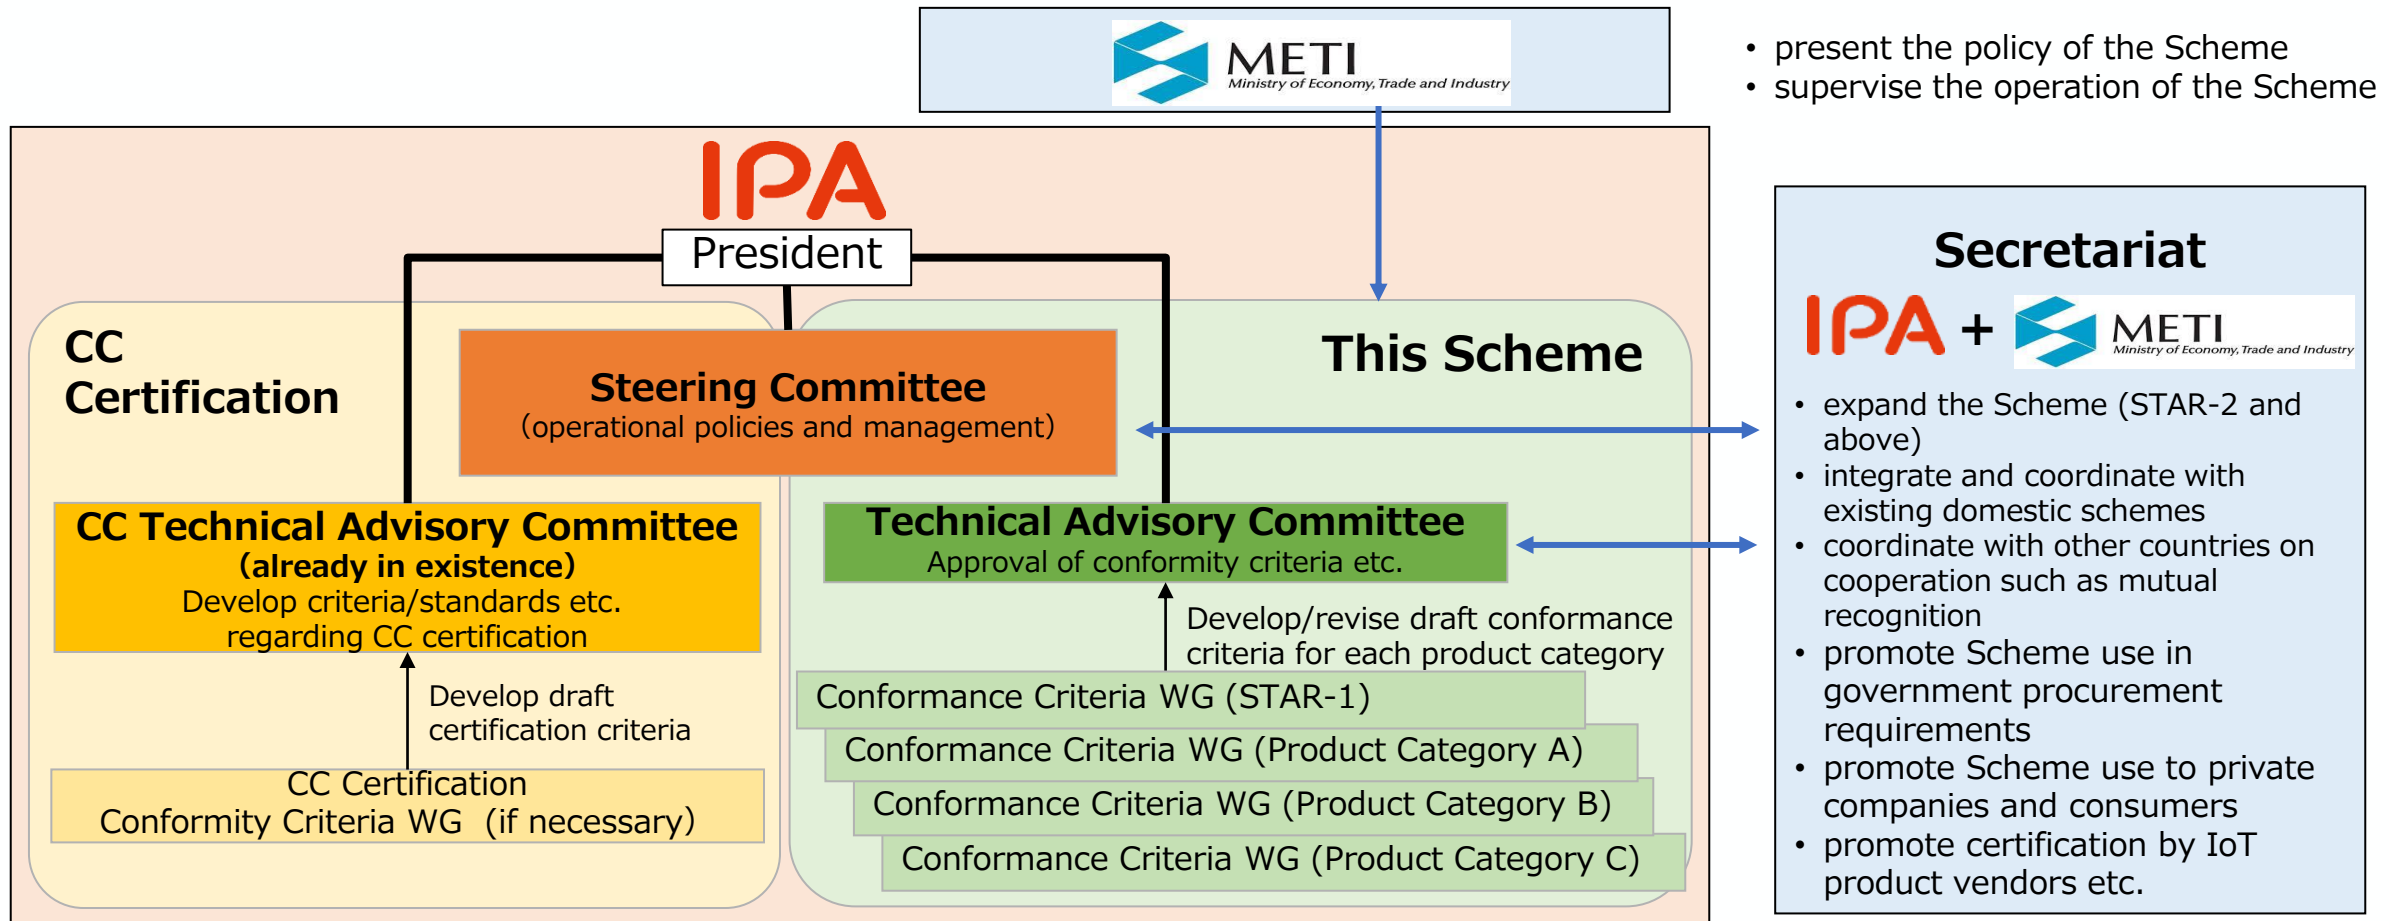 METI
Ministry of Economy, Trade and Industry
• present the policy of the Scheme
• supervise the operation of the Scheme
IPA
President
CC
Certification
This Scheme
Steering Committee
（operational policies and management）
CC Technical Advisory Committee
（already in existence）
Develop criteria/standards etc.
regarding CC certification
Develop draft
certification criteria
CC Certification
Conformity Criteria WG （if necessary）
Technical Advisory Committee
Approval of conformity criteria etc.
Develop/revise draft conformance
criteria for each product category
Conformance Criteria WG (STAR-1)
Conformance Criteria WG (Product Category A)
Conformance Criteria WG (Product Category B)
Conformance Criteria WG (Product Category C)
Secretariat
IPA + METI
Ministry of Economy, Trade and Industry
• expand the Scheme (STAR-2 and
above)
• integrate and coordinate with
existing domestic schemes
• coordinate with other countries on
cooperation such as mutual
recognition
• promote Scheme use in
government procurement
requirements
• promote Scheme use to private
companies and consumers
• promote certification by IoT
product vendors etc.